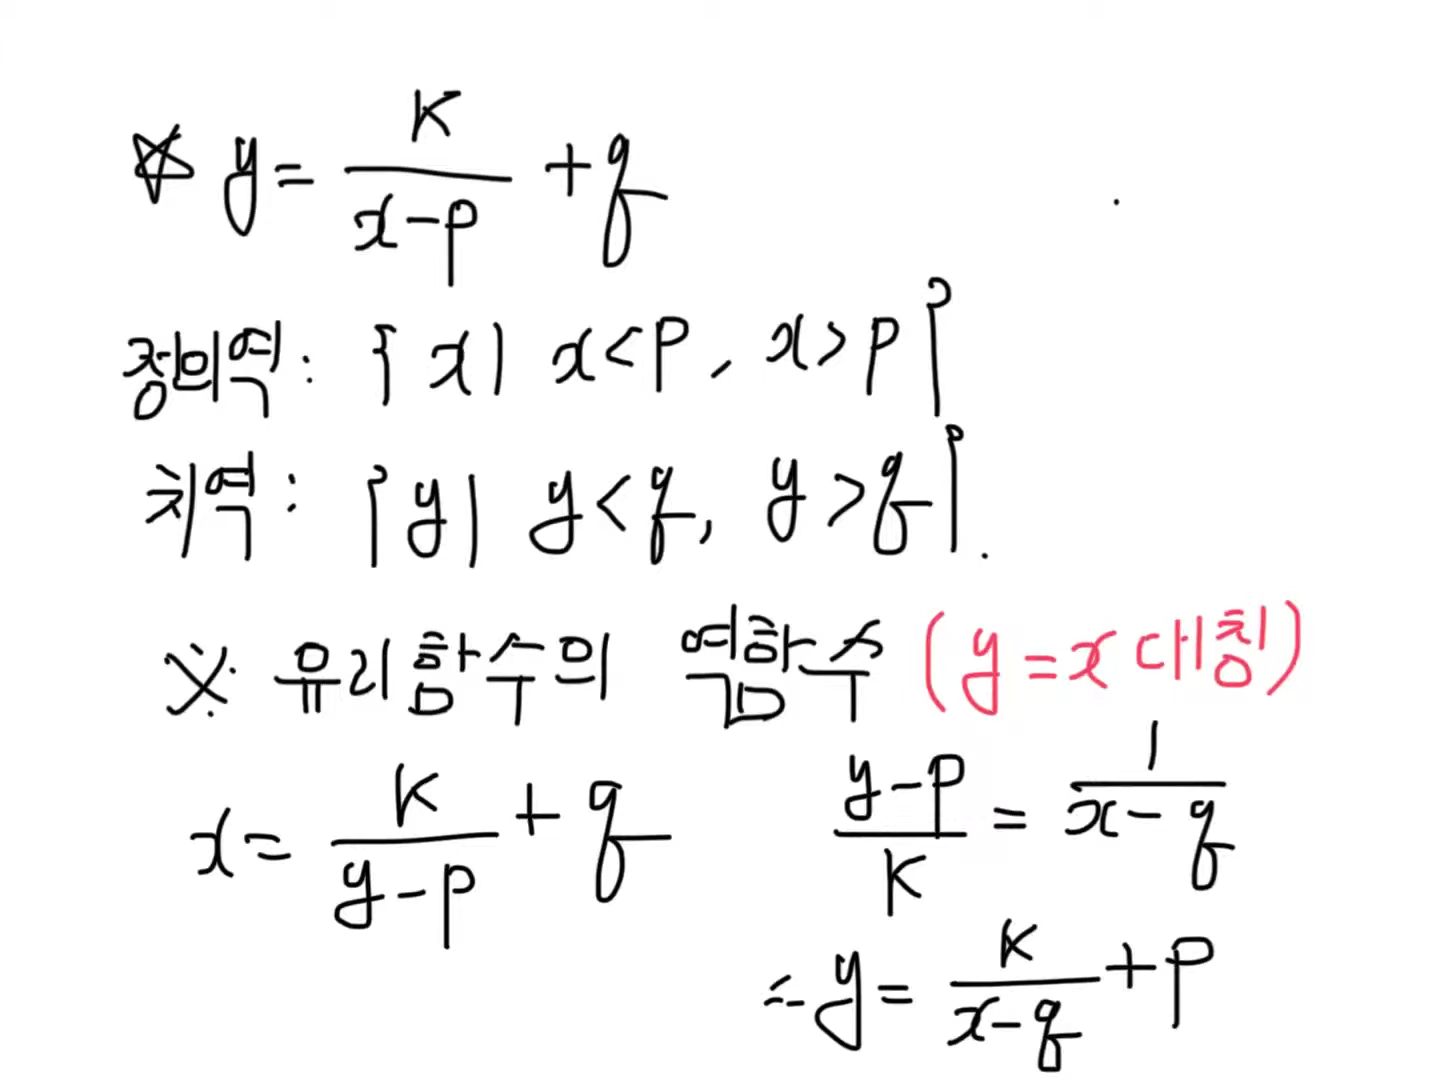 ☆ y = K/(x-p) + q
정의역 : {x | x<p, x>p}
치역 : {y | y<q, y>q}.
※ 유리함수의 역함수 (y=x 대칭)
x = K/(y-p) + q
(y-p)/K = 1/(x-q)
∴ y = K/(x-q) + p